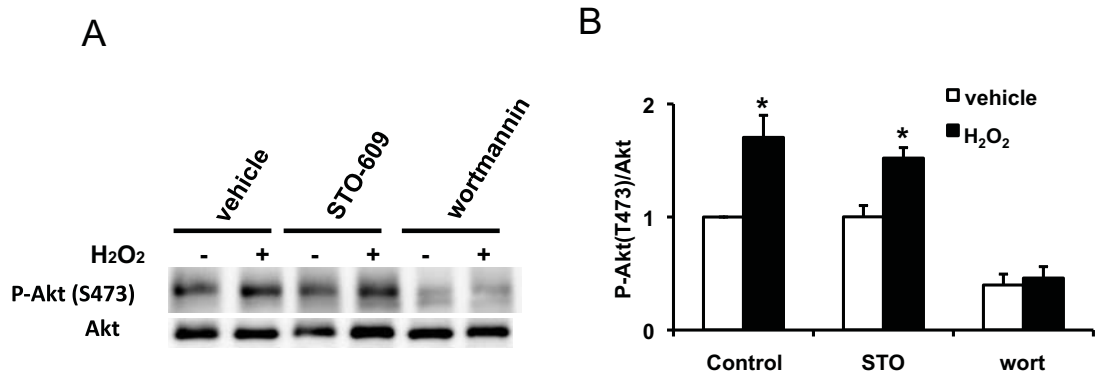 A
vehicle
STO-609
wortmannin
H2O2 - + - + - +
P-Akt (S473)
Akt
B
P-Akt(T473)/Akt
2
1
0
*
*
vehicle
H2O2
Control STO wort